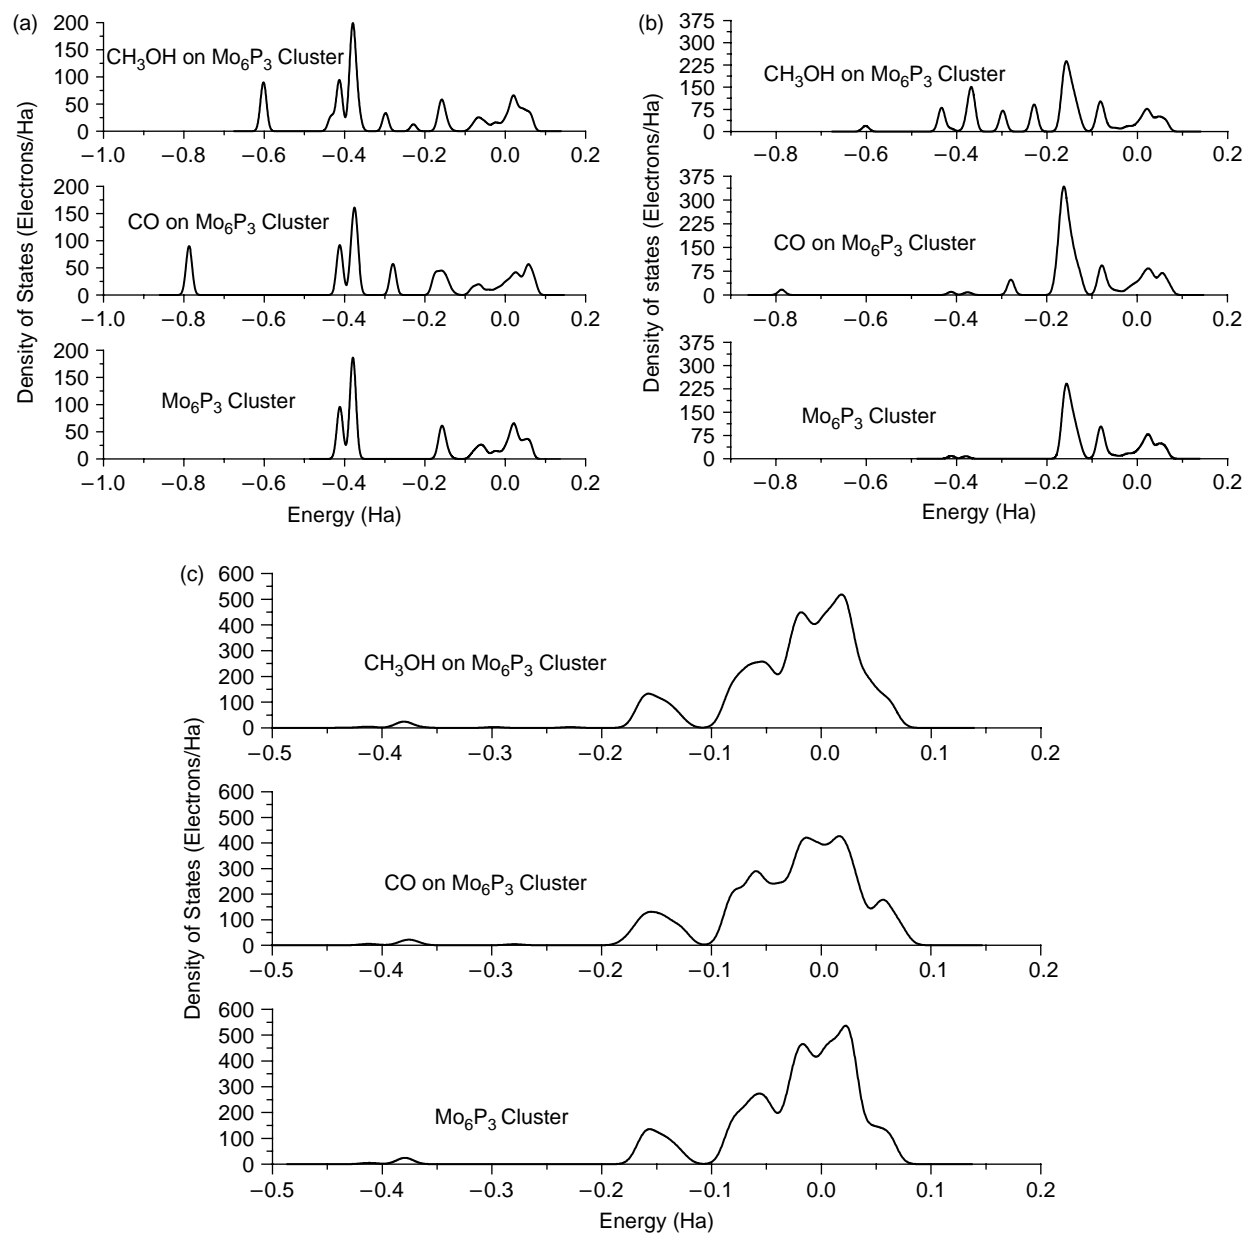 (a)
Density of States (Electrons/Ha)
200
150
100
50
0
CH₃OH on Mo₆P₃ Cluster
−1.0 −0.8 −0.6 −0.4 −0.2 0.0 0.2
200
150
100
50
0
CO on Mo₆P₃ Cluster
−1.0 −0.8 −0.6 −0.4 −0.2 0.0 0.2
200
150
100
50
0
Mo₆P₃ Cluster
−1.0 −0.8 −0.6 −0.4 −0.2 0.0 0.2
Energy (Ha)
(b)
Density of states (Electrons/Ha)
375
300
225
150
75
0
CH₃OH on Mo₆P₃ Cluster
−0.8 −0.6 −0.4 −0.2 0.0 0.2
375
300
225
150
75
0
CO on Mo₆P₃ Cluster
−0.8 −0.6 −0.4 −0.2 0.0 0.2
375
300
225
150
75
0
Mo₆P₃ Cluster
−0.8 −0.6 −0.4 −0.2 0.0 0.2
Energy (Ha)
(c)
Density of States (Electrons/Ha)
600
500
400
300
200
100
0
CH₃OH on Mo₆P₃ Cluster
−0.5 −0.4 −0.3 −0.2 −0.1 0.0 0.1 0.2
600
500
400
300
200
100
0
CO on Mo₆P₃ Cluster
−0.5 −0.4 −0.3 −0.2 −0.1 0.0 0.1 0.2
600
500
400
300
200
100
0
Mo₆P₃ Cluster
−0.5 −0.4 −0.3 −0.2 −0.1 0.0 0.1 0.2
Energy (Ha)